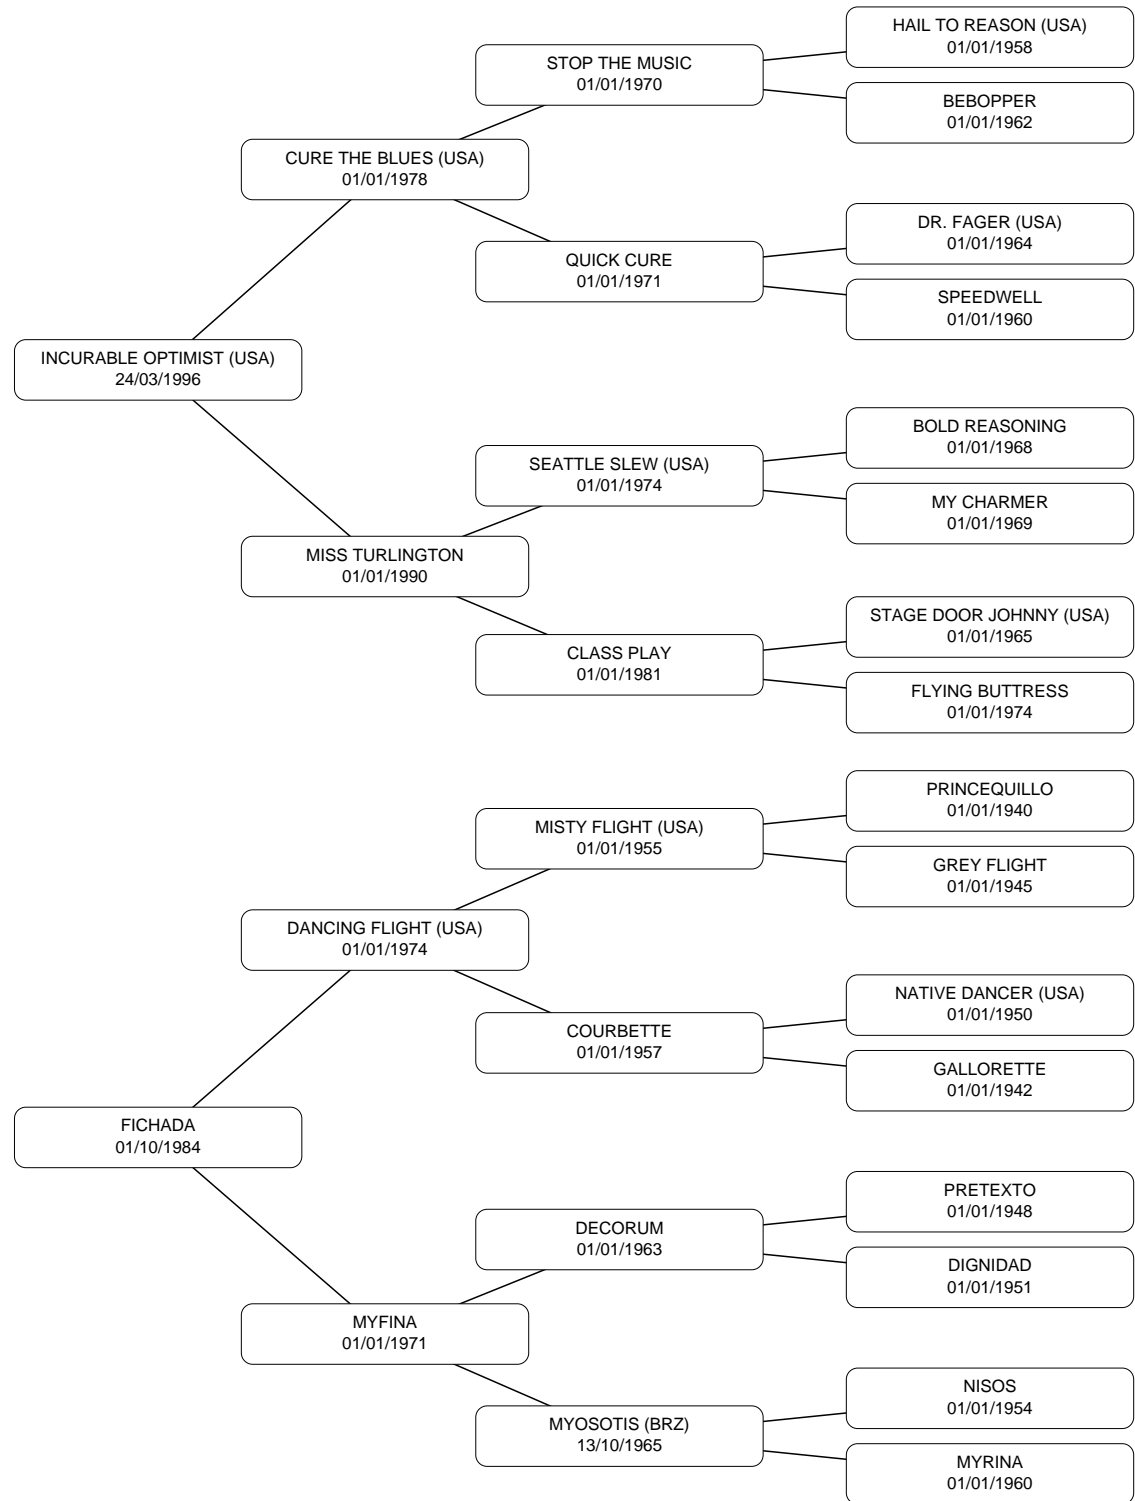 HAIL TO REASON (USA)
01/01/1958
STOP THE MUSIC
01/01/1970
BEBOPPER
01/01/1962
CURE THE BLUES (USA)
01/01/1978
DR. FAGER (USA)
01/01/1964
QUICK CURE
01/01/1971
SPEEDWELL
01/01/1960
INCURABLE OPTIMIST (USA)
24/03/1996
BOLD REASONING
01/01/1968
SEATTLE SLEW (USA)
01/01/1974
MY CHARMER
01/01/1969
MISS TURLINGTON
01/01/1990
STAGE DOOR JOHNNY (USA)
01/01/1965
CLASS PLAY
01/01/1981
FLYING BUTTRESS
01/01/1974
PRINCEQUILLO
01/01/1940
MISTY FLIGHT (USA)
01/01/1955
GREY FLIGHT
01/01/1945
DANCING FLIGHT (USA)
01/01/1974
NATIVE DANCER (USA)
01/01/1950
COURBETTE
01/01/1957
GALLORETTE
01/01/1942
FICHADA
01/10/1984
PRETEXTO
01/01/1948
DECORUM
01/01/1963
DIGNIDAD
01/01/1951
MYFINA
01/01/1971
NISOS
01/01/1954
MYOSOTIS (BRZ)
13/10/1965
MYRINA
01/01/1960